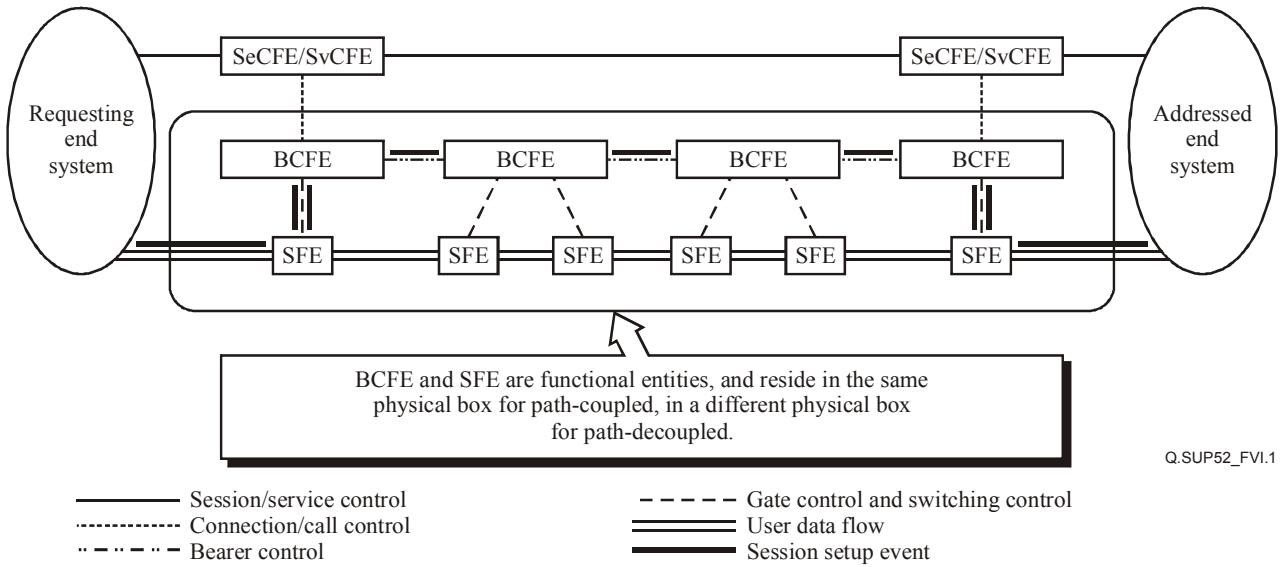 SeCFE/SvCFE
SeCFE/SvCFE
Requesting
end
system
Addressed
end
system
BCFE
BCFE
BCFE
BCFE
SFE
SFE
SFE
SFE
SFE
SFE
BCFE and SFE are functional entities, and reside in the same
physical box for path-coupled, in a different physical box
for path-decoupled.
Q.SUP52_FVI.1
Session/service control
Connection/call control
Bearer control
Gate control and switching control
User data flow
Session setup event